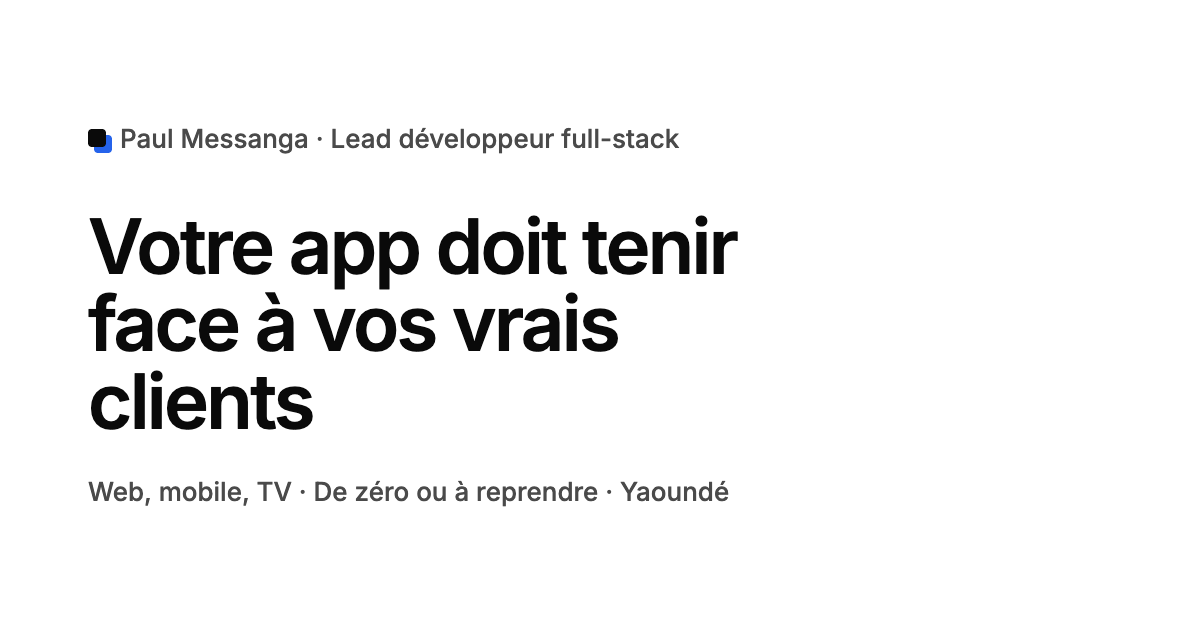 Paul Messanga · Lead développeur full-stack
Votre app doit tenir
face à vos vrais
clients
Web, mobile, TV · De zéro ou à reprendre · Yaoundé